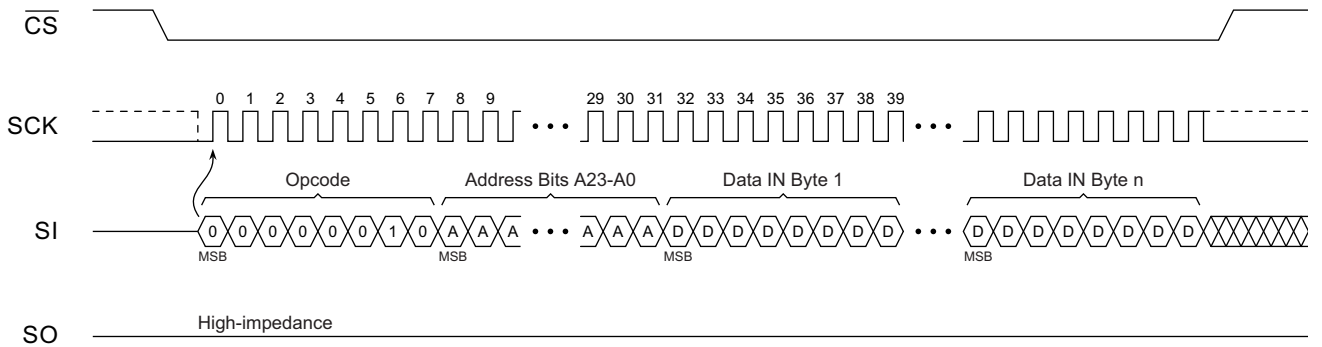 CS
SCK
0 1 2 3 4 5 6 7 8 9 29 30 31 32 33 34 35 36 37 38 39
Opcode Address Bits A23-A0 Data IN Byte 1 Data IN Byte n
SI
0 0 0 0 0 0 1 0 A A A A A A D D D D D D D D D D D D D D D D
MSB MSB MSB MSB
High-impedance
SO